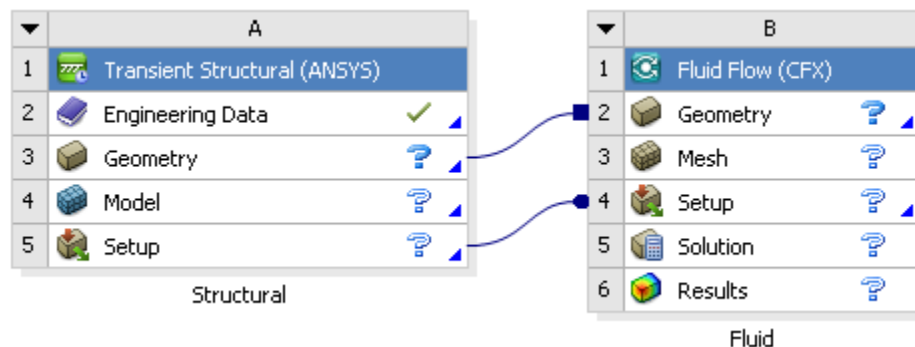 A
1 Transient Structural (ANSYS)
2 Engineering Data
3 Geometry ?
4 Model ?
5 Setup ?
Structural
B
1 Fluid Flow (CFX)
2 Geometry ?
3 Mesh ?
4 Setup ?
5 Solution ?
6 Results ?
Fluid